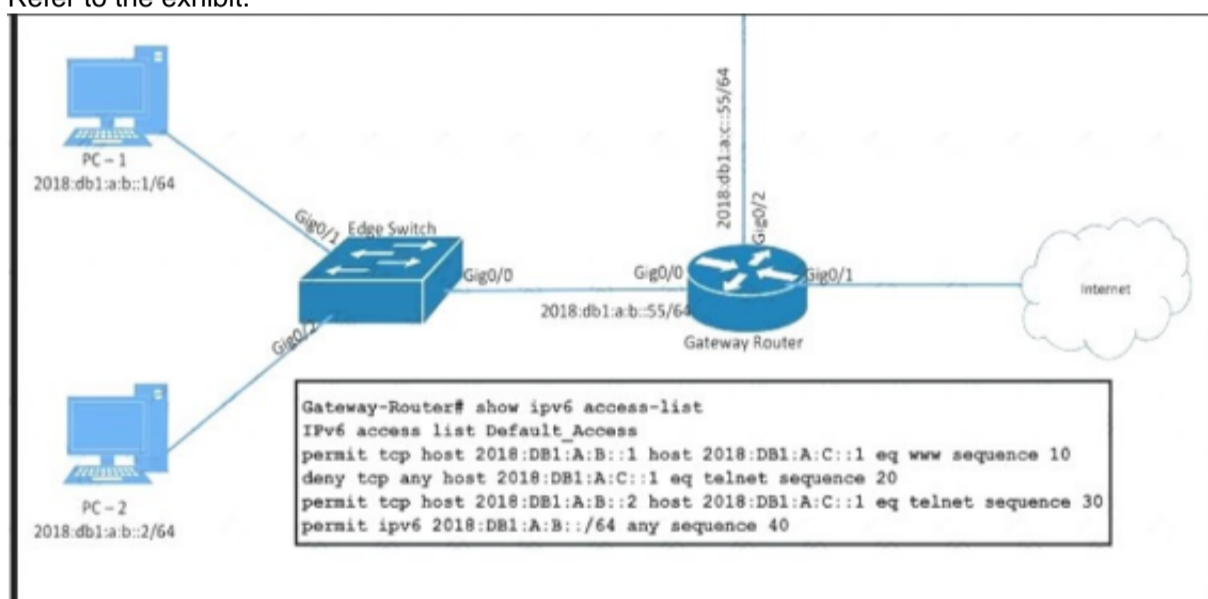 Refer to the exhibit.
2018:db1:a:c::55/64
Gig0/2
PC – 1
2018:db1:a:b::1/64
Gig0/1
Edge Switch
Gig0/0
Gig0/0
Gig0/1
Internet
2018:db1:a:b::55/64
Gateway Router
Gig0/2
PC – 2
2018:db1:a:b::2/64
Gateway-Router# show ipv6 access-list
IPv6 access list Default_Access
permit tcp host 2018:DB1:A:B::1 host 2018:DB1:A:C::1 eq www sequence 10
deny tcp any host 2018:DB1:A:C::1 eq telnet sequence 20
permit tcp host 2018:DB1:A:B::2 host 2018:DB1:A:C::1 eq telnet sequence 30
permit ipv6 2018:DB1:A:B::/64 any sequence 40